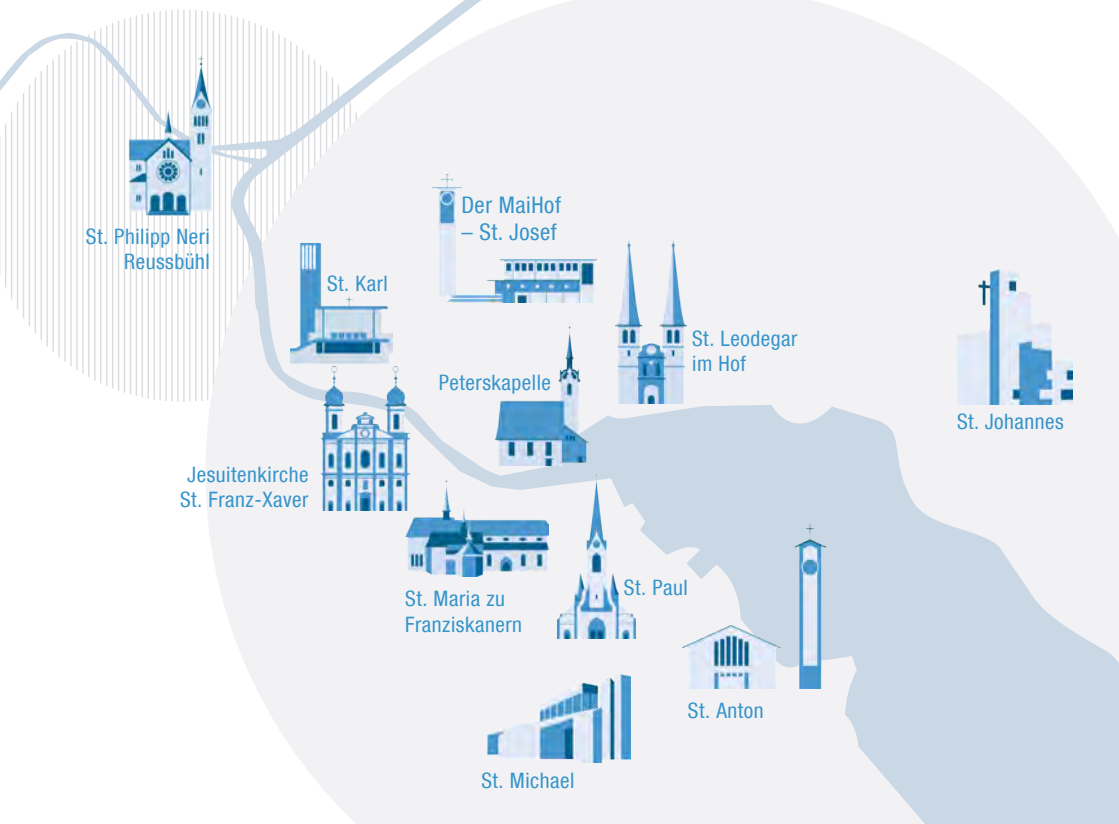 St. Philipp Neri
Reussbühl
Der MaiHof
– St. Josef
St. Karl
St. Leodegar
im Hof
Peterskapelle
St. Johannes
Jesuitenkirche
St. Franz-Xaver
St. Maria zu
Franziskanern
St. Paul
St. Anton
St. Michael